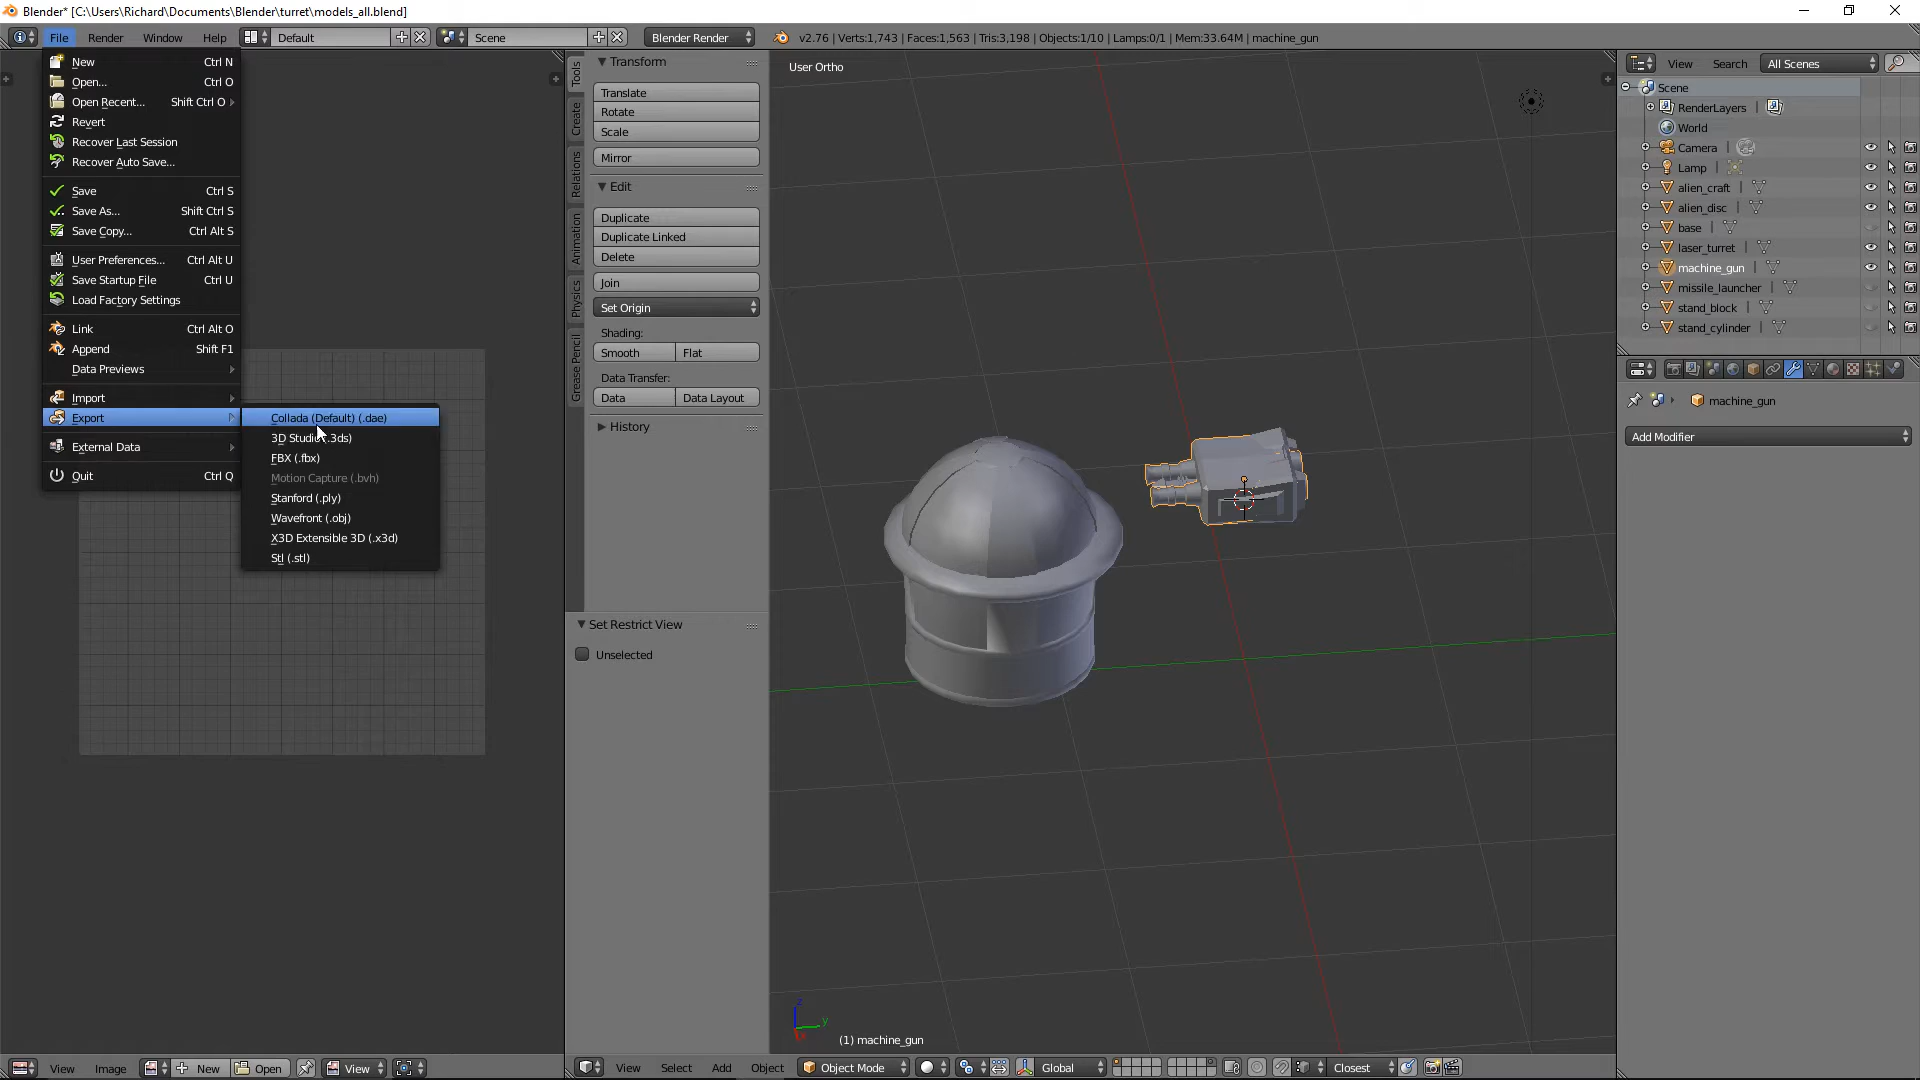 Blender* [C:\Users\Richard\Documents\Blender\turret\models_all.blend]
File Render Window Help Default Scene Blender Render v2.76 | Verts:1,743 | Faces:1,563 | Tris:3,198 | Objects:1/10 | Lamps:0/1 | Mem:33.64M | machine_gun
New Ctrl N
Open... Ctrl O
Open Recent... Shift Ctrl O
Revert
Recover Last Session
Recover Auto Save...
Save Ctrl S
Save As... Shift Ctrl S
Save Copy... Ctrl Alt S
User Preferences... Ctrl Alt U
Save Startup File Ctrl U
Load Factory Settings
Link Ctrl Alt O
Append Shift F1
Data Previews
Import
Export
External Data
Quit Ctrl Q
Collada (Default) (.dae)
3D Studio (.3ds)
FBX (.fbx)
Motion Capture (.bvh)
Stanford (.ply)
Wavefront (.obj)
X3D Extensible 3D (.x3d)
Stl (.stl)
Tools
Create
Relations
Animation
Physics
Grease Pencil
Transform
Translate
Rotate
Scale
Mirror
Edit
Duplicate
Duplicate Linked
Delete
Join
Set Origin
Shading:
Smooth Flat
Data Transfer:
Data Data Layout
History
Set Restrict View
Unselected
User Ortho
z
y
(1) machine_gun
View Search All Scenes
Scene
RenderLayers
World
Camera
Lamp
alien_craft
alien_disc
base
laser_turret
machine_gun
missile_launcher
stand_block
stand_cylinder
machine_gun
Add Modifier
View Image New Open View
View Select Add Object Object Mode Global Closest